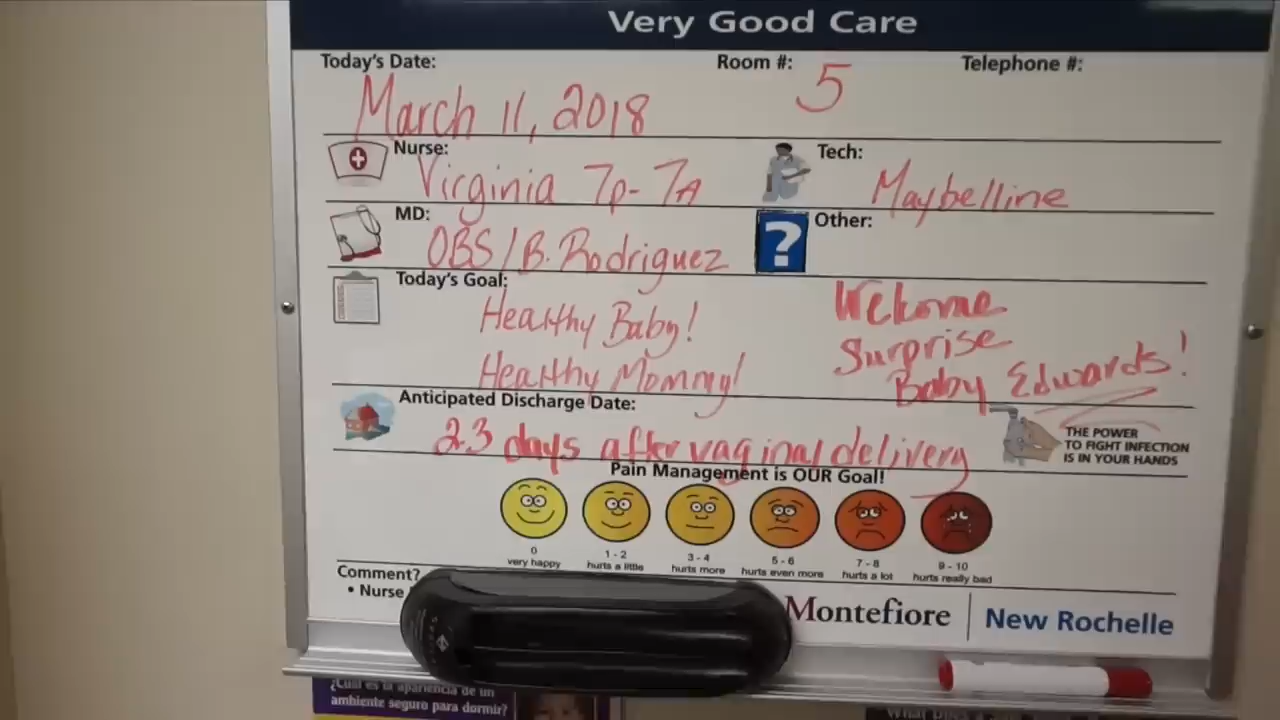 Very Good Care
Today's Date: Room #: Telephone #:
March 11, 2018 5
Nurse: Tech:
Virginia 7p-7A Maybelline
MD: Other:
OBS/B. Rodriguez ?
Today's Goal:
Healthy Baby!
Healthy Mommy!
Welcome
Surprise
Baby Edwards!
Anticipated Discharge Date:
2-3 days after vaginal delivery
THE POWER
TO FIGHT INFECTION
IS IN YOUR HANDS
Pain Management is OUR Goal!
0 1 - 2 3 - 4 5 - 6 7 - 8 9 - 10
very happy hurts a little hurts more hurts even more hurts a lot hurts really bad
Comment?
• Nurse
Montefiore New Rochelle
¿Cuál es la apariencia de un
ambiente seguro para dormir?
What Does a